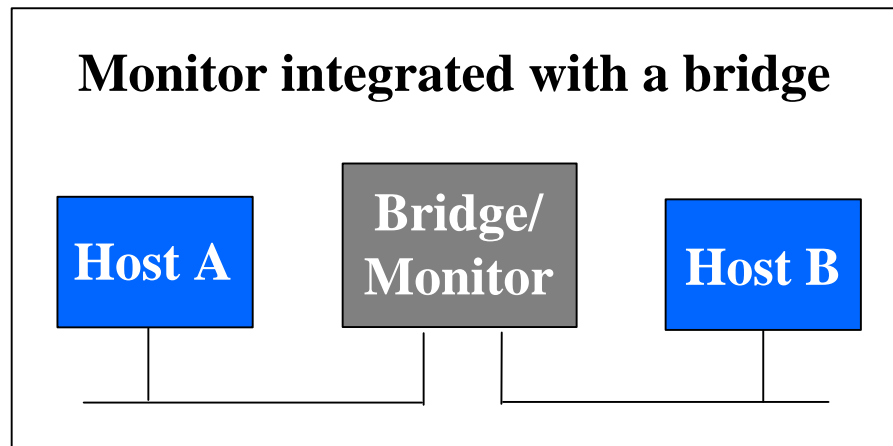 Monitor integrated with a bridge
Host A
Bridge/
Monitor
Host B